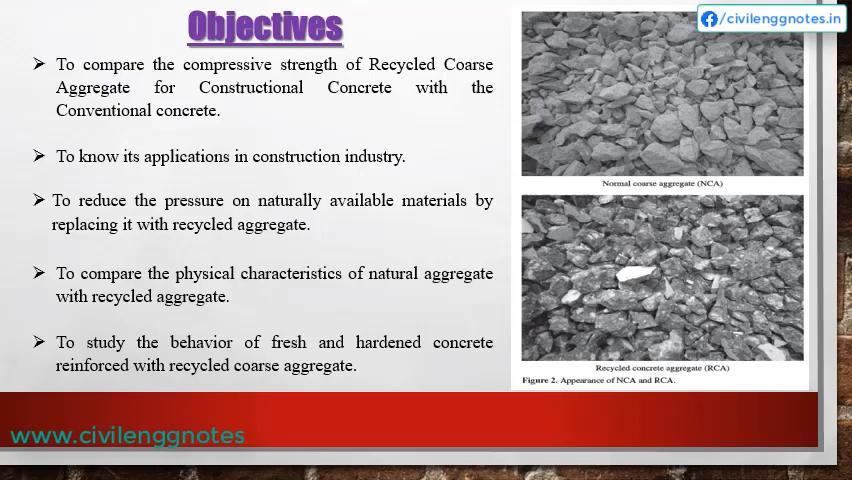 Objectives
/civilenggnotes.in
➢ To compare the compressive strength of Recycled Coarse
Aggregate for Constructional Concrete with the
Conventional concrete.
➢ To know its applications in construction industry.
➢ To reduce the pressure on naturally available materials by
replacing it with recycled aggregate.
➢ To compare the physical characteristics of natural aggregate
with recycled aggregate.
➢ To study the behavior of fresh and hardened concrete
reinforced with recycled coarse aggregate.
Normal coarse aggregate (NCA)
Recycled concrete aggregate (RCA)
Figure 2. Appearance of NCA and RCA.
www.civilenggnotes